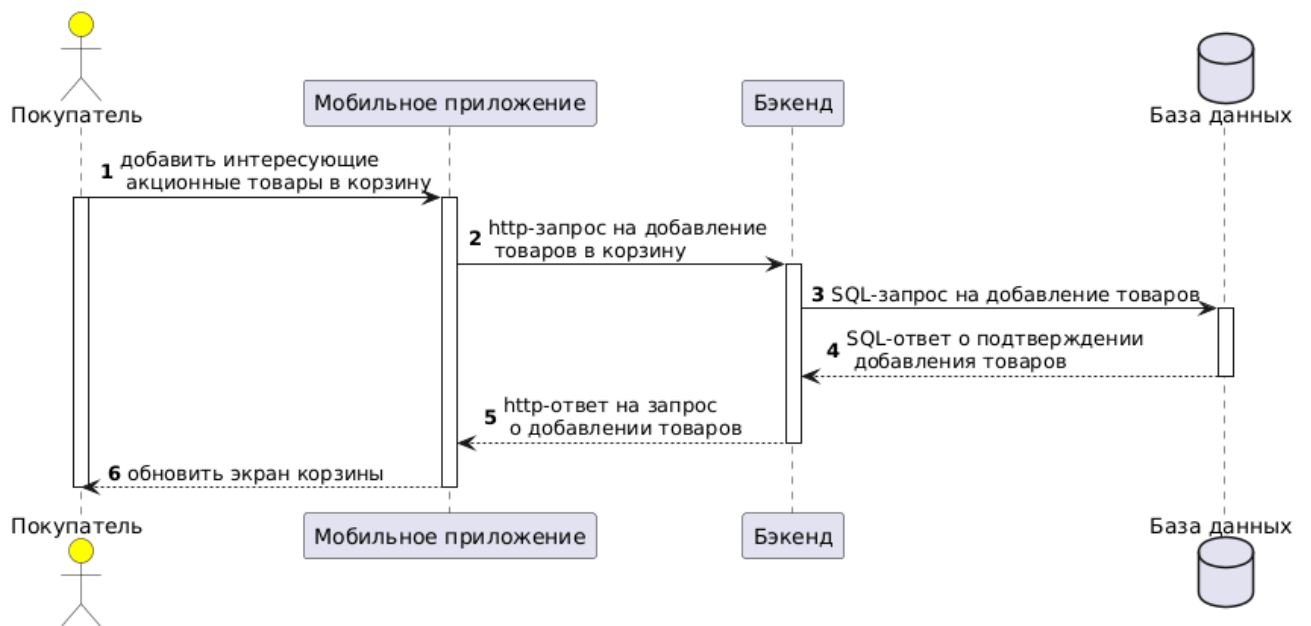 Покупатель
Мобильное приложение
Бэкенд
База данных
1 добавить интересующие
акционные товары в корзину
2 http-запрос на добавление
товаров в корзину
3 SQL-запрос на добавление товаров
4 SQL-ответ о подтверждении
добавления товаров
5 http-ответ на запрос
о добавлении товаров
6 обновить экран корзины
Покупатель
Мобильное приложение
Бэкенд
База данных